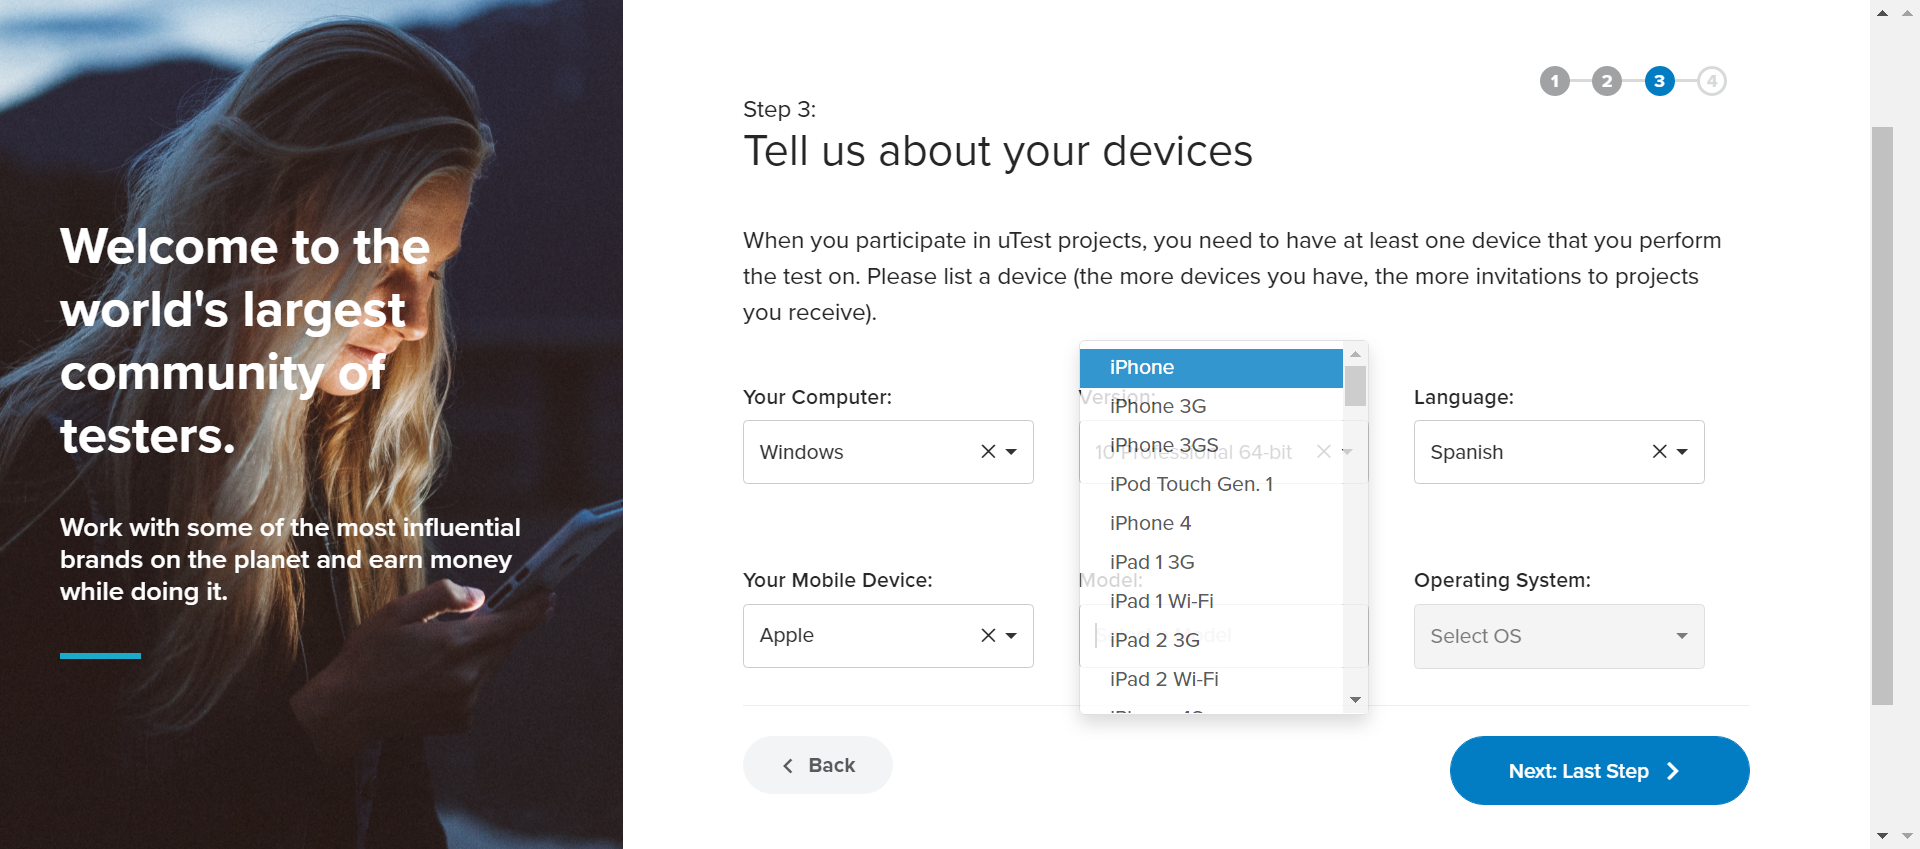 Welcome to the
world's largest
community of
testers.
Work with some of the most influential
brands on the planet and earn money
while doing it.
1 2 3 4
Step 3:
Tell us about your devices
When you participate in uTest projects, you need to have at least one device that you perform
the test on. Please list a device (the more devices you have, the more invitations to projects
you receive).
Your Computer:
Windows
Version:
10 Professional 64-bit
Language:
Spanish
Your Mobile Device:
Apple
Model:
iPhone
iPhone 3G
iPhone 3GS
iPod Touch Gen. 1
iPhone 4
iPad 1 3G
iPad 1 Wi-Fi
iPad 2 3G
iPad 2 Wi-Fi
Operating System:
Select OS
Back
Next: Last Step